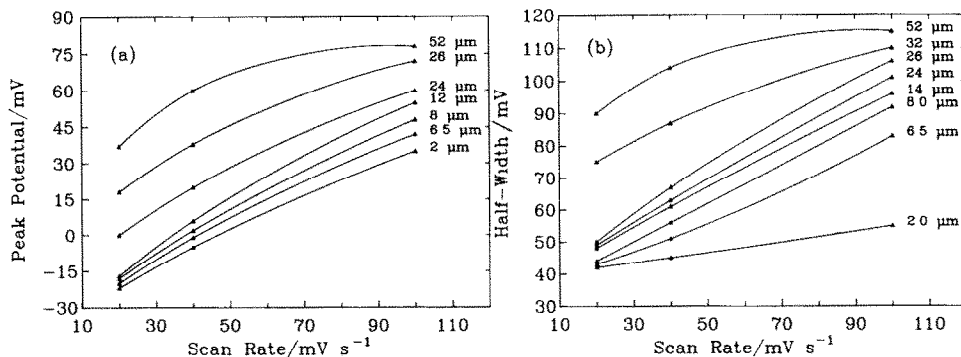 (a)
Peak Potential/mV
90
75
60
45
30
15
0
-15
-30
10
30
50
70
90
110
Scan Rate/mV s⁻¹
52 µm
26 µm
24 µm
12 µm
8 µm
6 5 µm
2 µm
(b)
Half-Width/mV
120
110
100
90
80
70
60
50
40
30
10
30
50
70
90
110
Scan Rate/mV s⁻¹
52 µm
32 µm
26 µm
24 µm
14 µm
8 0 µm
6 5 µm
2 0 µm